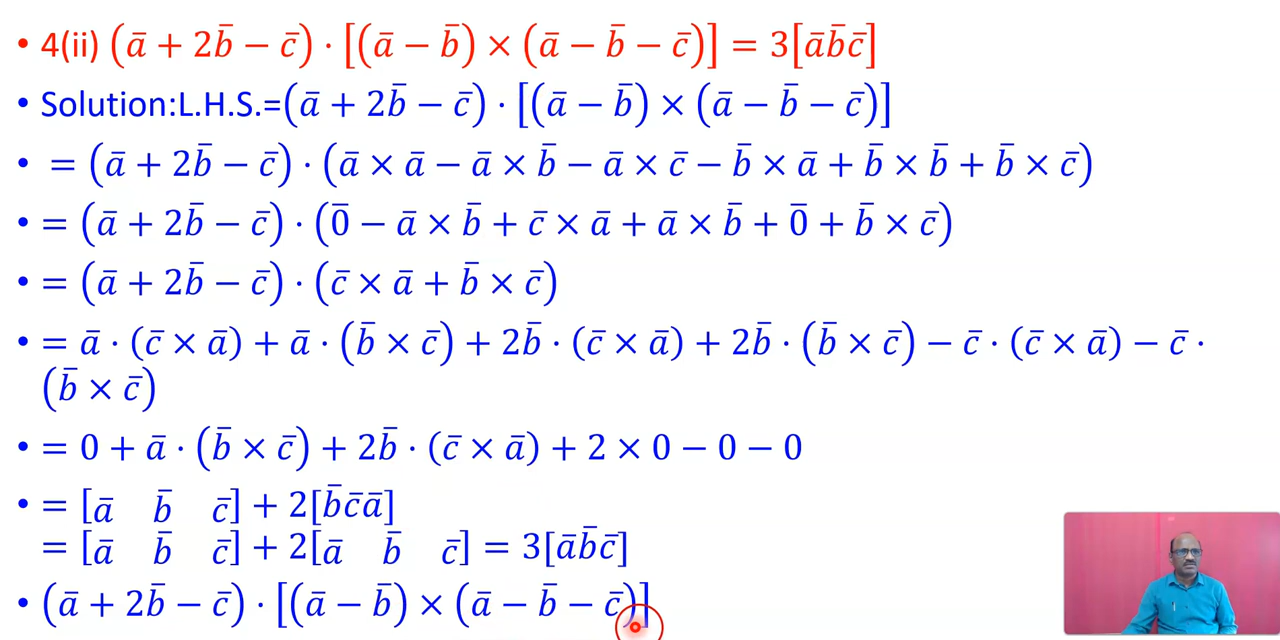 • 4(ii) (ā + 2b̄ − c̄) · [(ā − b̄) × (ā − b̄ − c̄)] = 3[āb̄c̄]
• Solution:L.H.S.=(ā + 2b̄ − c̄) · [(ā − b̄) × (ā − b̄ − c̄)]
• = (ā + 2b̄ − c̄) · (ā × ā − ā × b̄ − ā × c̄ − b̄ × ā + b̄ × b̄ + b̄ × c̄)
• = (ā + 2b̄ − c̄) · (0̄ − ā × b̄ + c̄ × ā + ā × b̄ + 0̄ + b̄ × c̄)
• = (ā + 2b̄ − c̄) · (c̄ × ā + b̄ × c̄)
• = ā · (c̄ × ā) + ā · (b̄ × c̄) + 2b̄ · (c̄ × ā) + 2b̄ · (b̄ × c̄) − c̄ · (c̄ × ā) − c̄ ·
(b̄ × c̄)
• = 0 + ā · (b̄ × c̄) + 2b̄ · (c̄ × ā) + 2 × 0 − 0 − 0
• = [ā b̄ c̄] + 2[b̄c̄ā]
= [ā b̄ c̄] + 2[ā b̄ c̄] = 3[āb̄c̄]
• (ā + 2b̄ − c̄) · [(ā − b̄) × (ā − b̄ − c̄)]